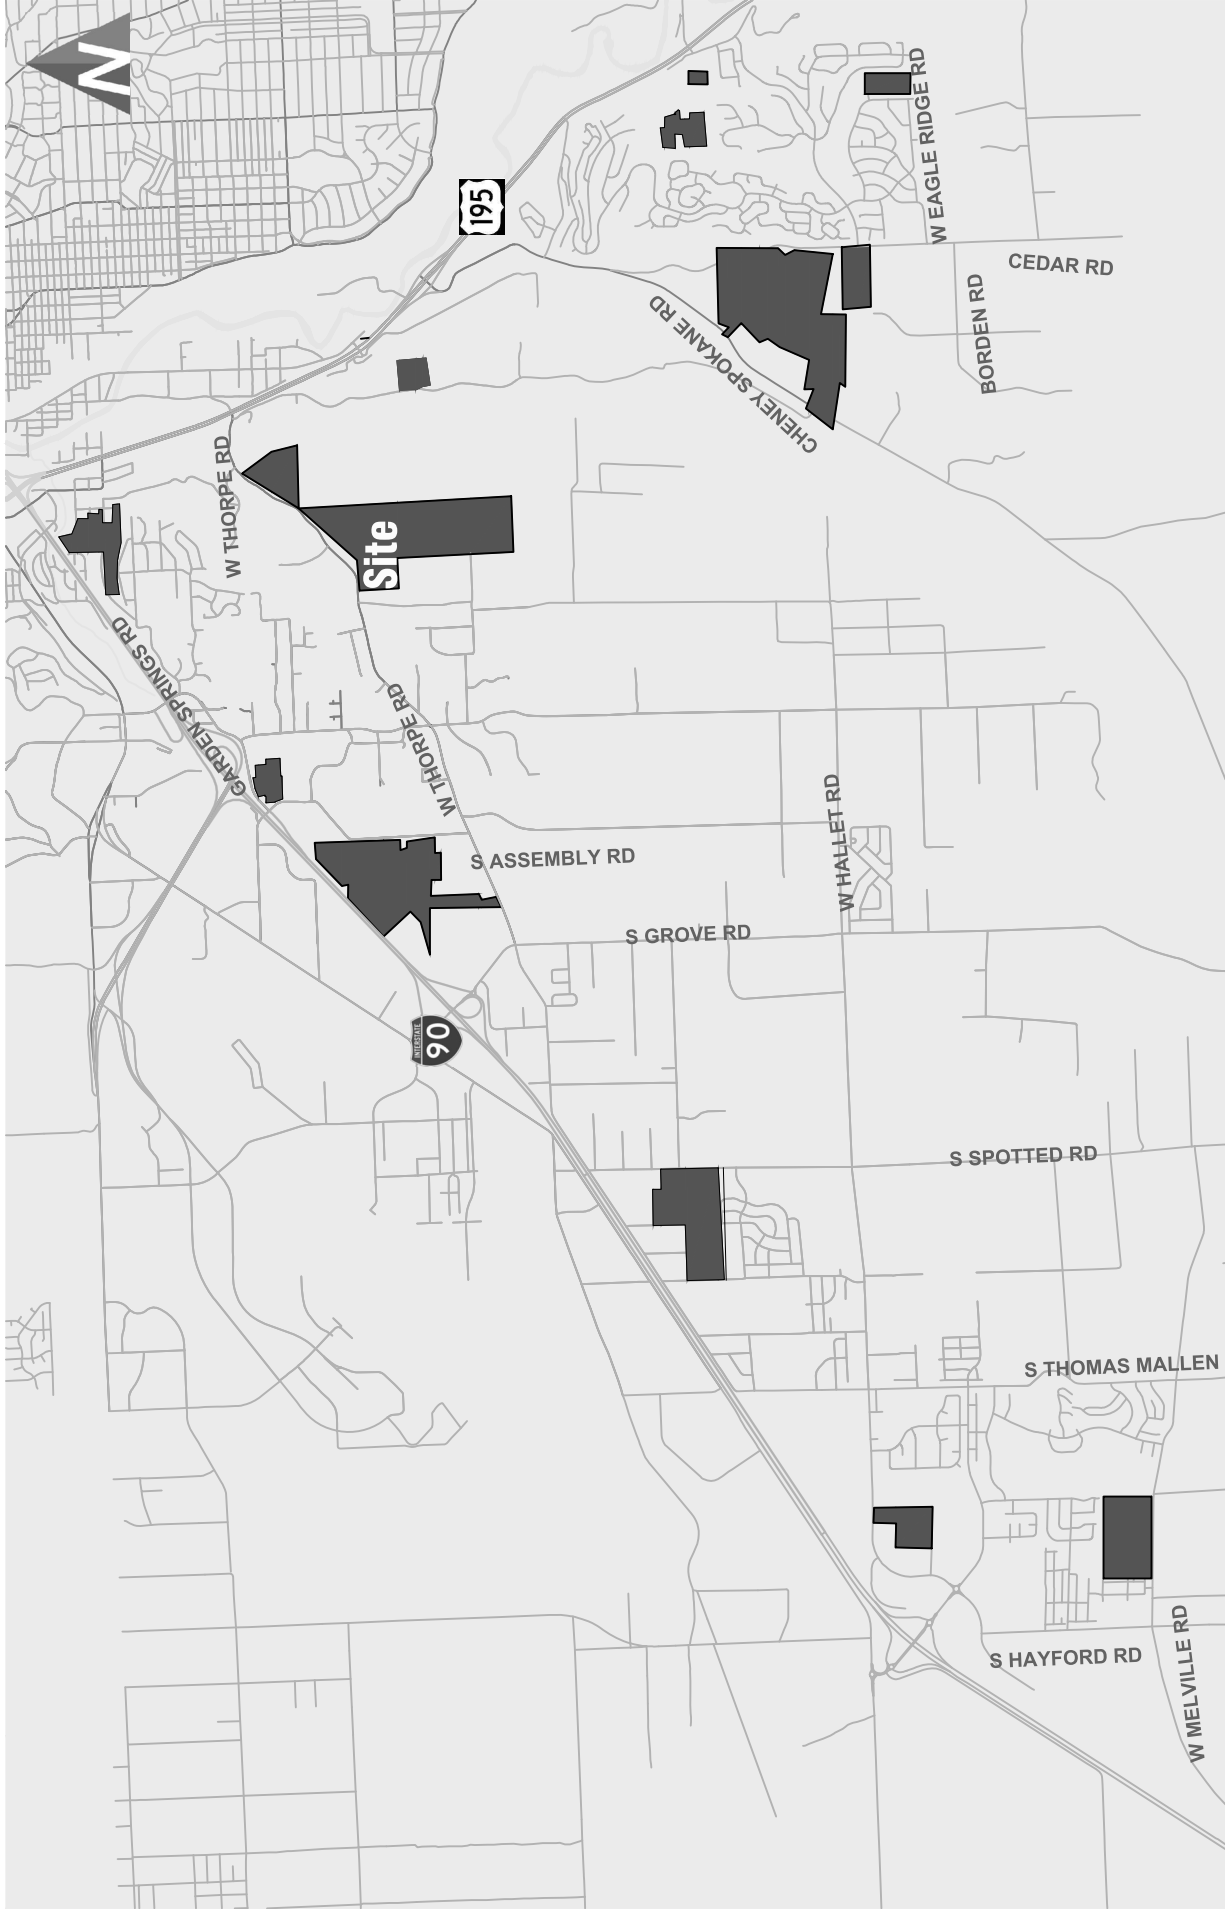 N
195
W EAGLE RIDGE RD
CEDAR RD
BORDEN RD
CHENEY SPOKANE RD
W THORPE RD
Site
GARDEN SPRINGS RD
W THORPE RD
S ASSEMBLY RD
W HALLET RD
S GROVE RD
INTERSTATE
90
S SPOTTED RD
S THOMAS MALLEN
S HAYFORD RD
W MELVILLE RD